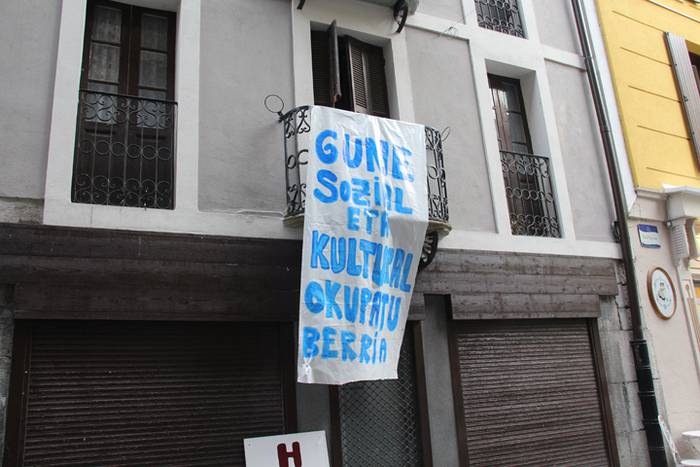 GUNE
SOZIAL
ETA
KULTURAL
OKUPATU
BERRIA
H